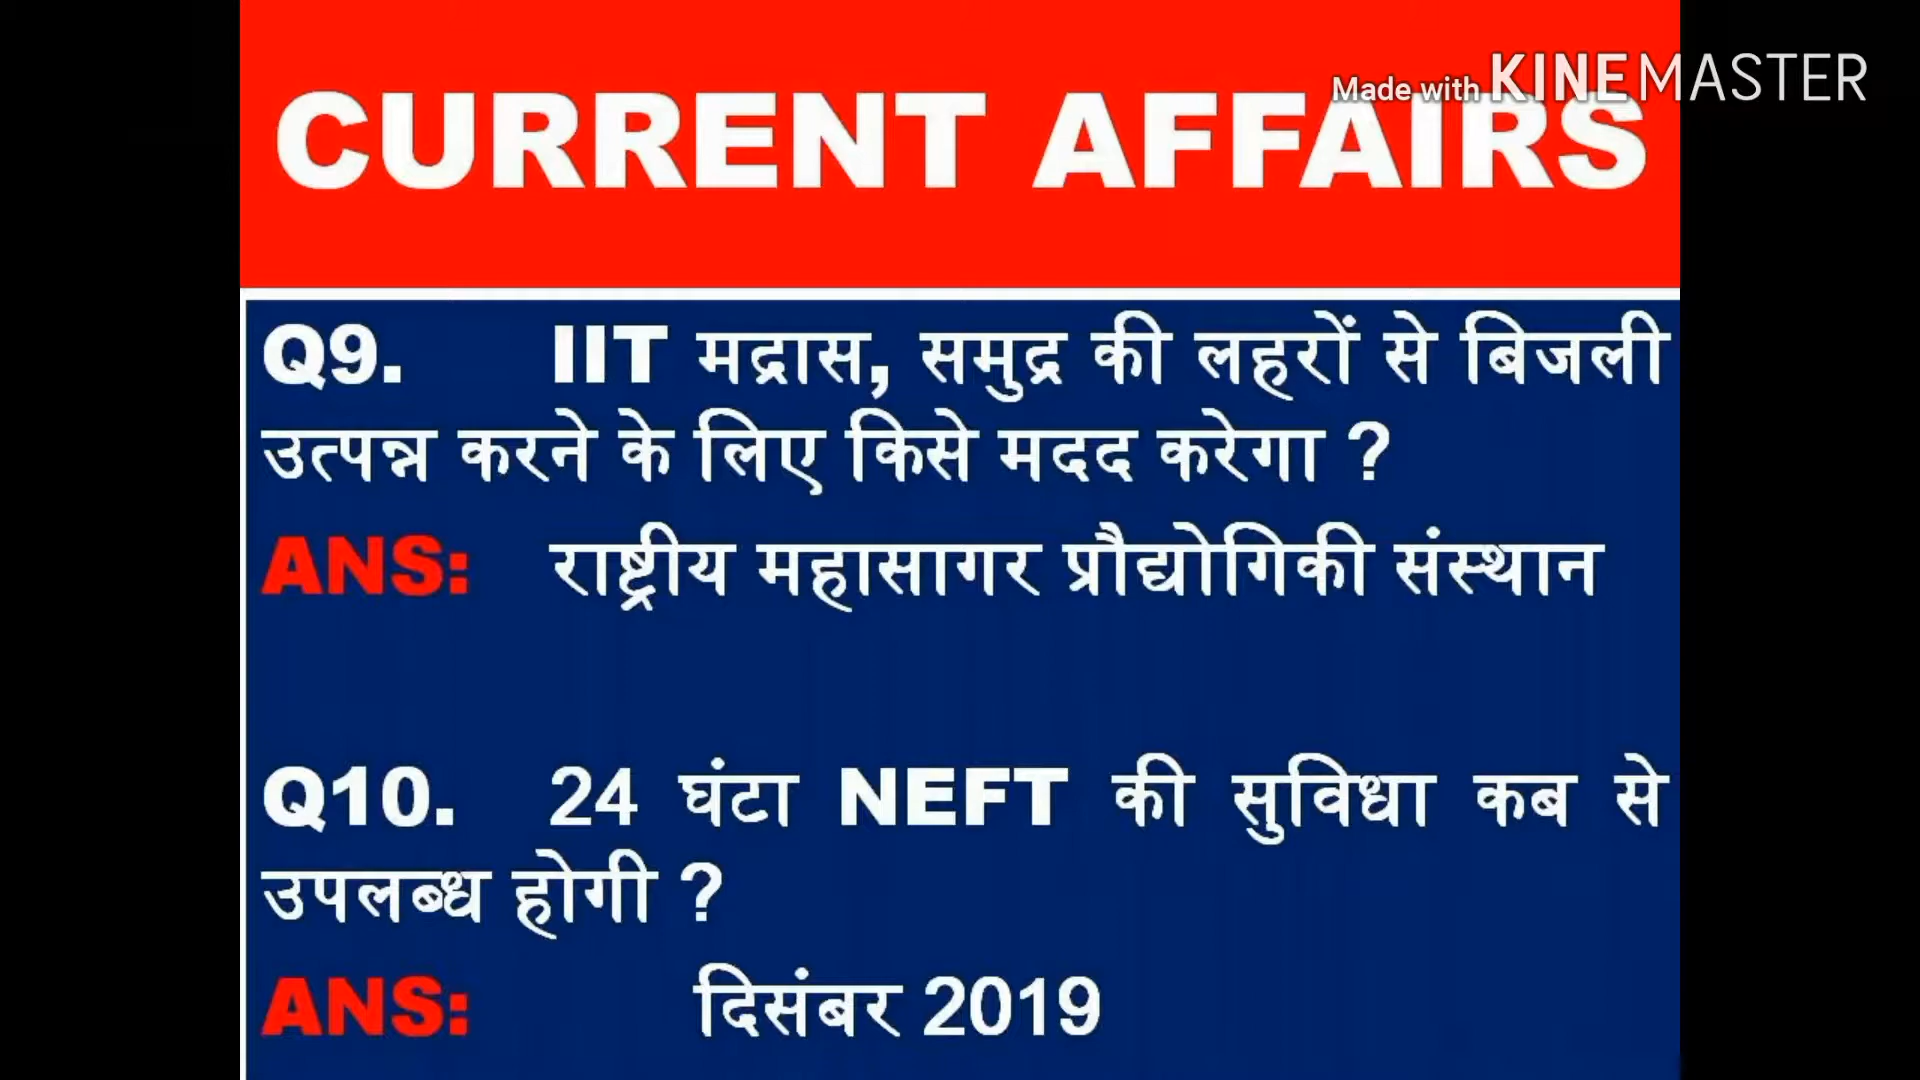 Made with KINEMASTER
CURRENT AFFAIRS
Q9. IIT मद्रास, समुद्र की लहरों से बिजली
उत्पन्न करने के लिए किसे मदद करेगा ?
ANS: राष्ट्रीय महासागर प्रौद्योगिकी संस्थान
Q10. 24 घंटा NEFT की सुविधा कब से
उपलब्ध होगी ?
ANS: दिसंबर 2019